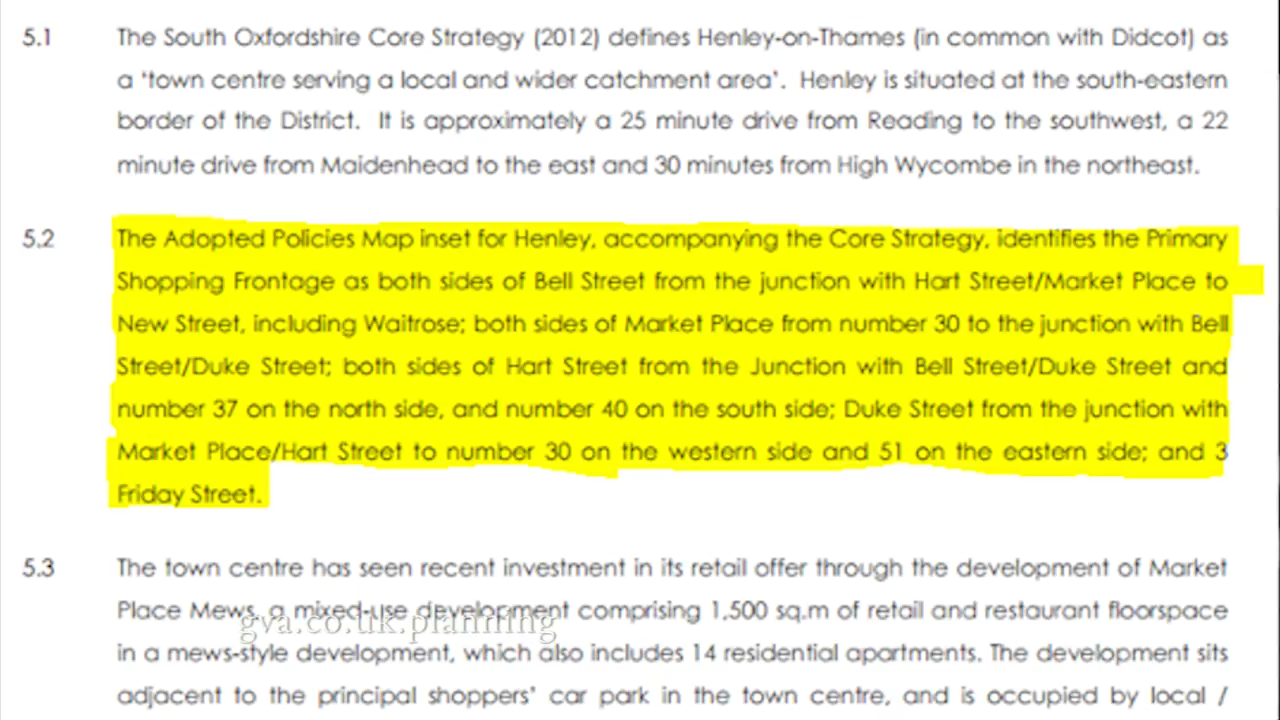 5.1 The South Oxfordshire Core Strategy (2012) defines Henley-on-Thames (in common with Didcot) as
a ‘town centre serving a local and wider catchment area’. Henley is situated at the south-eastern
border of the District. It is approximately a 25 minute drive from Reading to the southwest, a 22
minute drive from Maidenhead to the east and 30 minutes from High Wycombe in the northeast.
5.2 The Adopted Policies Map inset for Henley, accompanying the Core Strategy, identifies the Primary
Shopping Frontage as both sides of Bell Street from the junction with Hart Street/Market Place to
New Street, including Waitrose; both sides of Market Place from number 30 to the junction with Bell
Street/Duke Street; both sides of Hart Street from the Junction with Bell Street/Duke Street and
number 37 on the north side, and number 40 on the south side; Duke Street from the junction with
Market Place/Hart Street to number 30 on the western side and 51 on the eastern side; and 3
Friday Street.
5.3 The town centre has seen recent investment in its retail offer through the development of Market
Place Mews, a mixed-use development comprising 1,500 sq.m of retail and restaurant floorspace
gva.co.uk.planning
in a mews-style development, which also includes 14 residential apartments. The development sits
adjacent to the principal shoppers’ car park in the town centre, and is occupied by local /